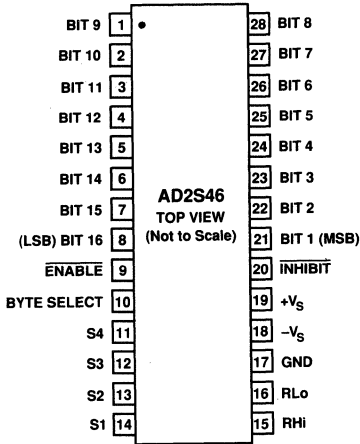 BIT 9 1 28 BIT 8
BIT 10 2 27 BIT 7
BIT 11 3 26 BIT 6
BIT 12 4 25 BIT 5
BIT 13 5 24 BIT 4
BIT 14 6 23 BIT 3
BIT 15 7 22 BIT 2
(LSB) BIT 16 8 21 BIT 1 (MSB)
ENABLE 9 20 INHIBIT
BYTE SELECT 10 19 +VS
S4 11 18 –VS
S3 12 17 GND
S2 13 16 RLo
S1 14 15 RHi
AD2S46
TOP VIEW
(Not to Scale)